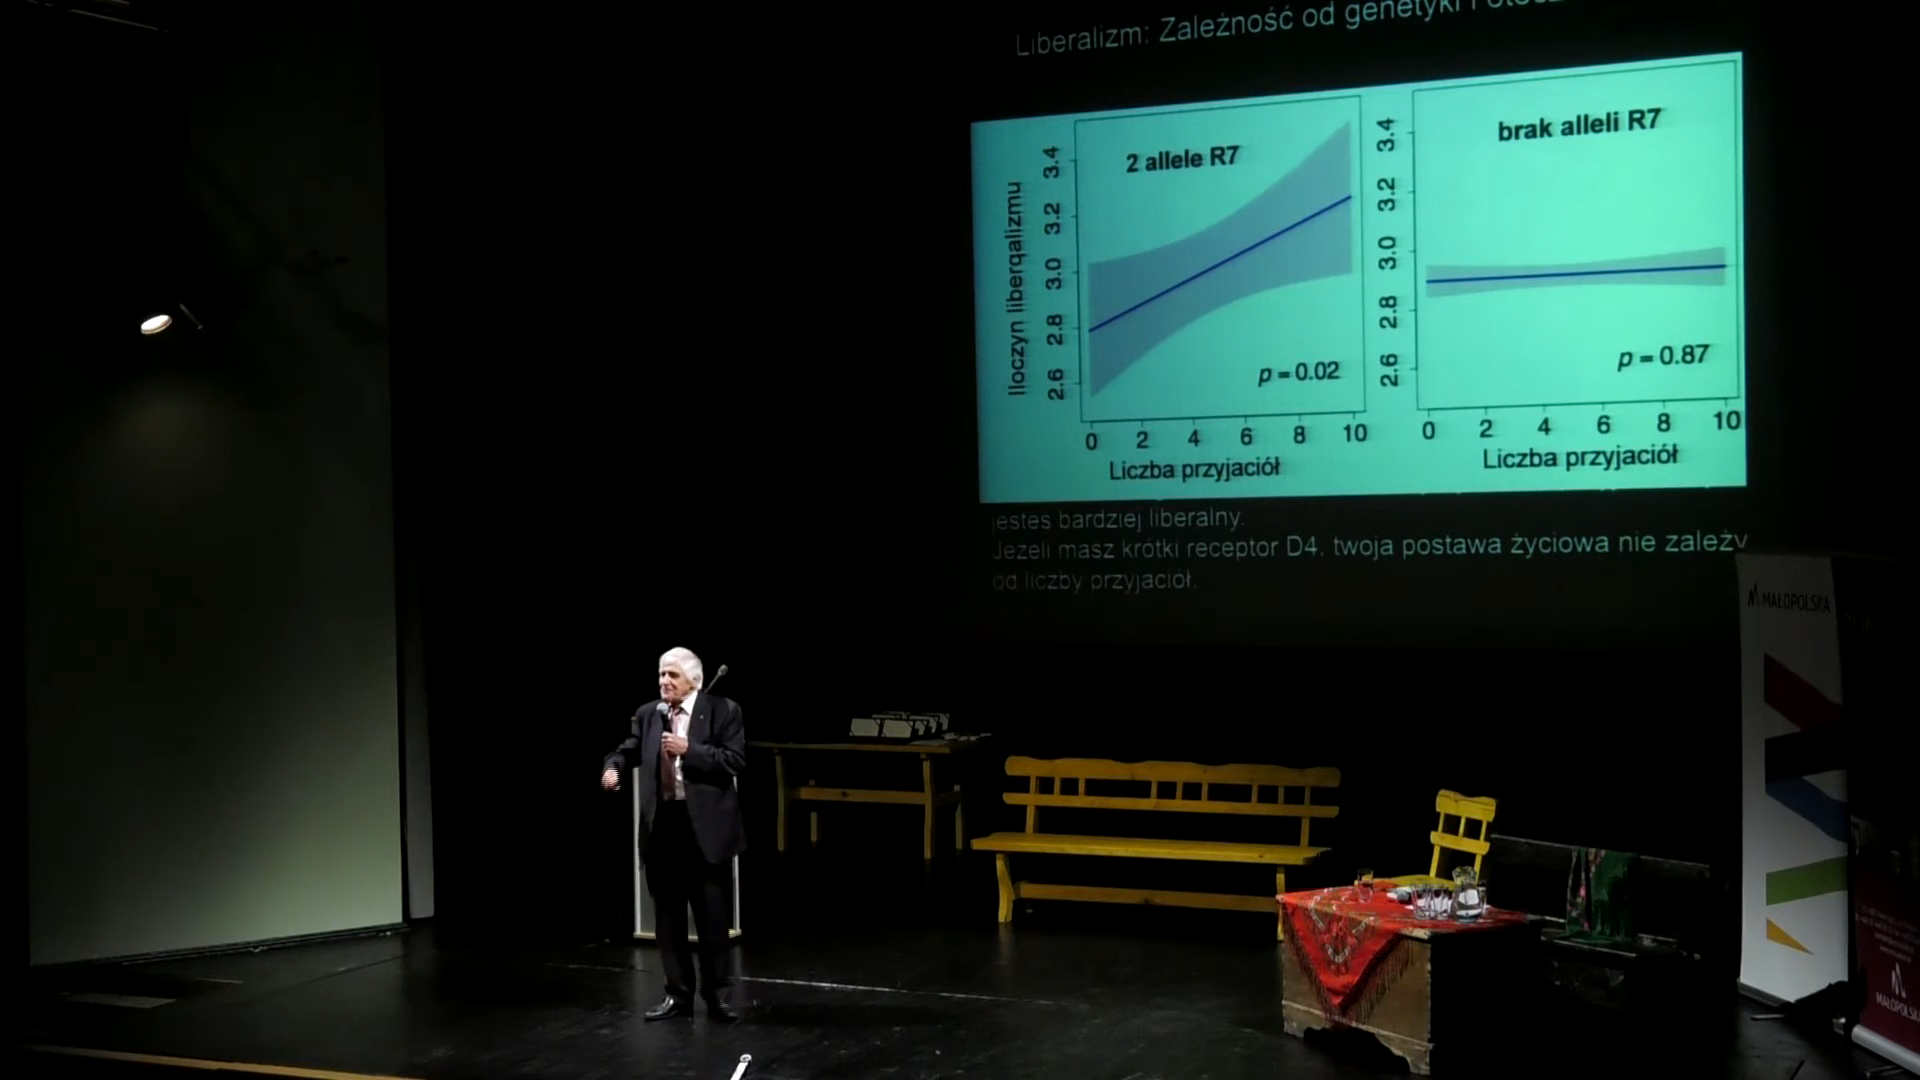 Liberalizm: Zależność od genetyki i
2 allele R7
Iloczyn liberqalizmu
3.4
3.2
3.0
2.8
2.6
p = 0.02
0 2 4 6 8 10
Liczba przyjaciół
brak alleli R7
3.4
3.2
3.0
2.8
2.6
p = 0.87
0 2 4 6 8 10
Liczba przyjaciół
jesteś bardziej liberalny.
Jeżeli masz krótki receptor D4, twoja postawa życiowa nie zależy
od liczby przyjaciół.
MAŁOPOLSKA
MAŁOPOLSKA